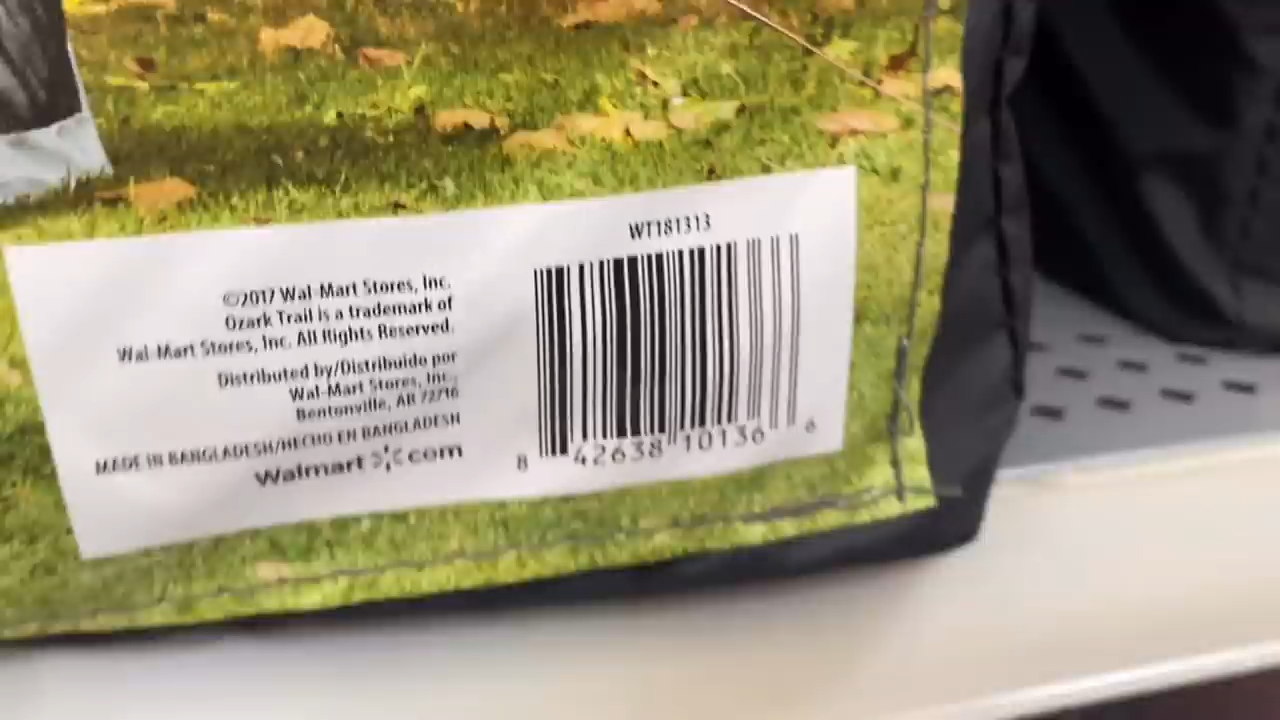 WT181313
©2017 Wal-Mart Stores, Inc.
Ozark Trail is a trademark of
Wal-Mart Stores, Inc. All Rights Reserved.
Distributed by/Distribuido por
Wal-Mart Stores, Inc.,
Bentonville, AR 72716
MADE IN BANGLADESH/HECHO EN BANGLADESH
Walmart.com
8 42638 10136 6